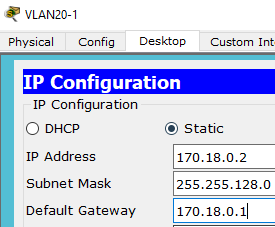 VLAN20-1
Physical Config Desktop Custom Int
IP Configuration
IP Configuration
DHCP Static
IP Address 170.18.0.2
Subnet Mask 255.255.128.0
Default Gateway 170.18.0.1